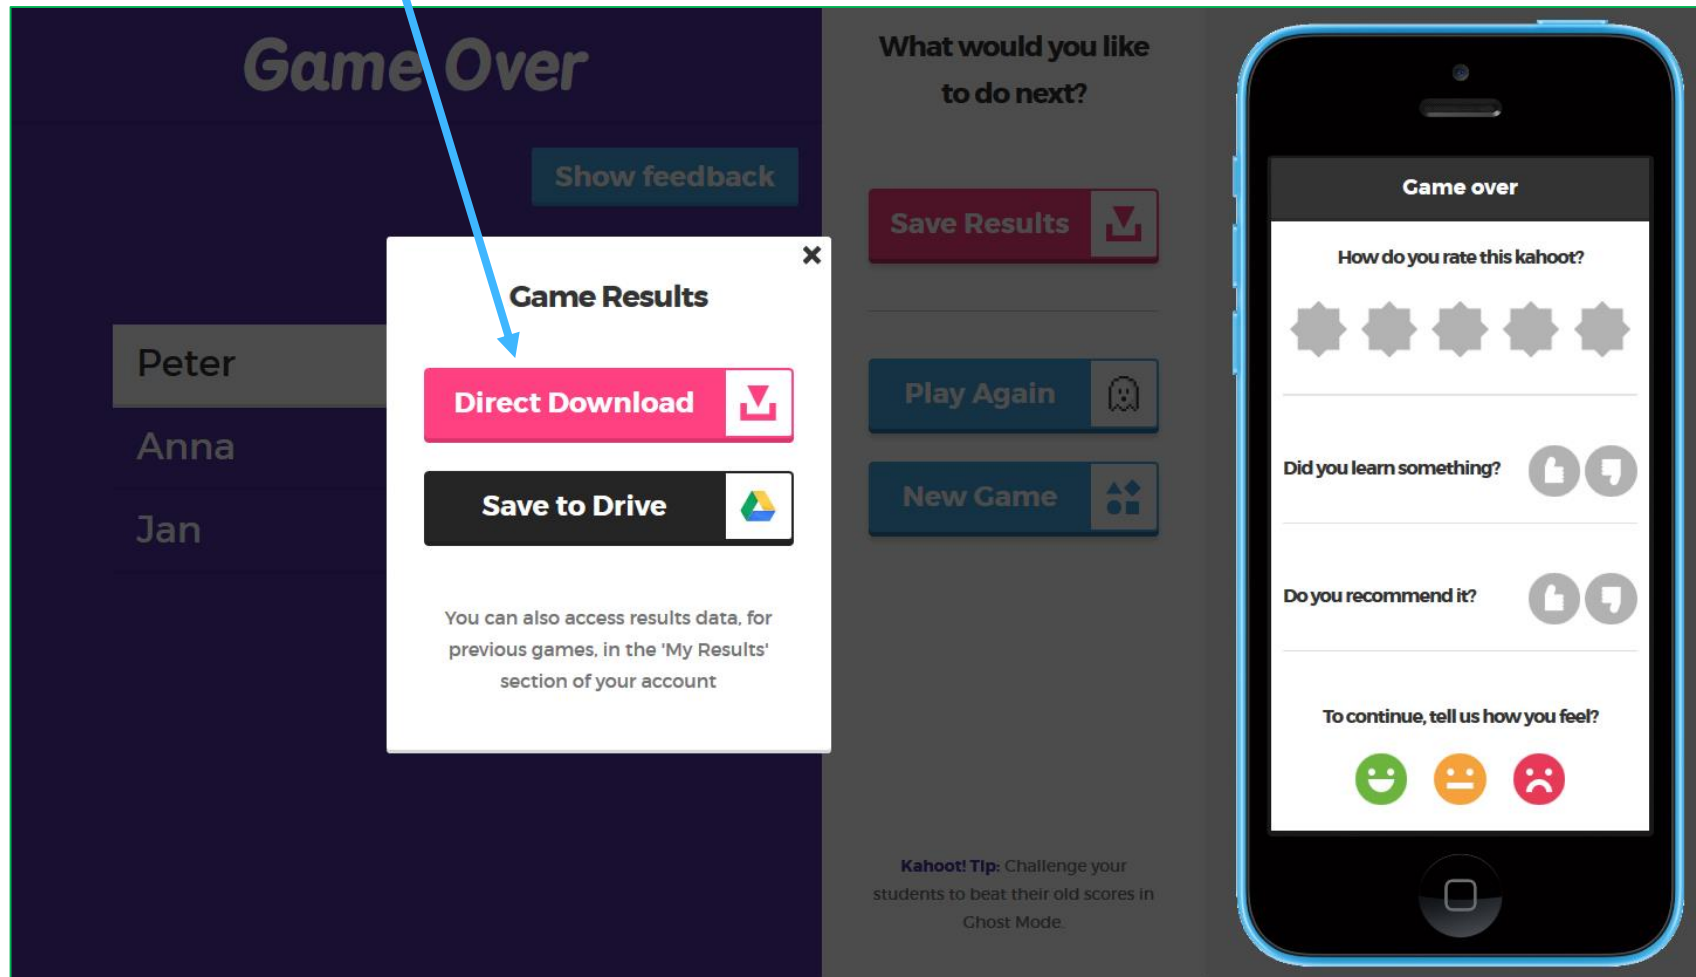 Game Over
Show feedback
Peter
Anna
Jan
Game Results
Direct Download
Save to Drive
You can also access results data, for
previous games, in the 'My Results'
section of your account
What would you like
to do next?
Save Results
Play Again
New Game
Kahoot! Tip: Challenge your
students to beat their old scores in
Ghost Mode.
Game over
How do you rate this kahoot?
Did you learn something?
Do you recommend it?
To continue, tell us how you feel?